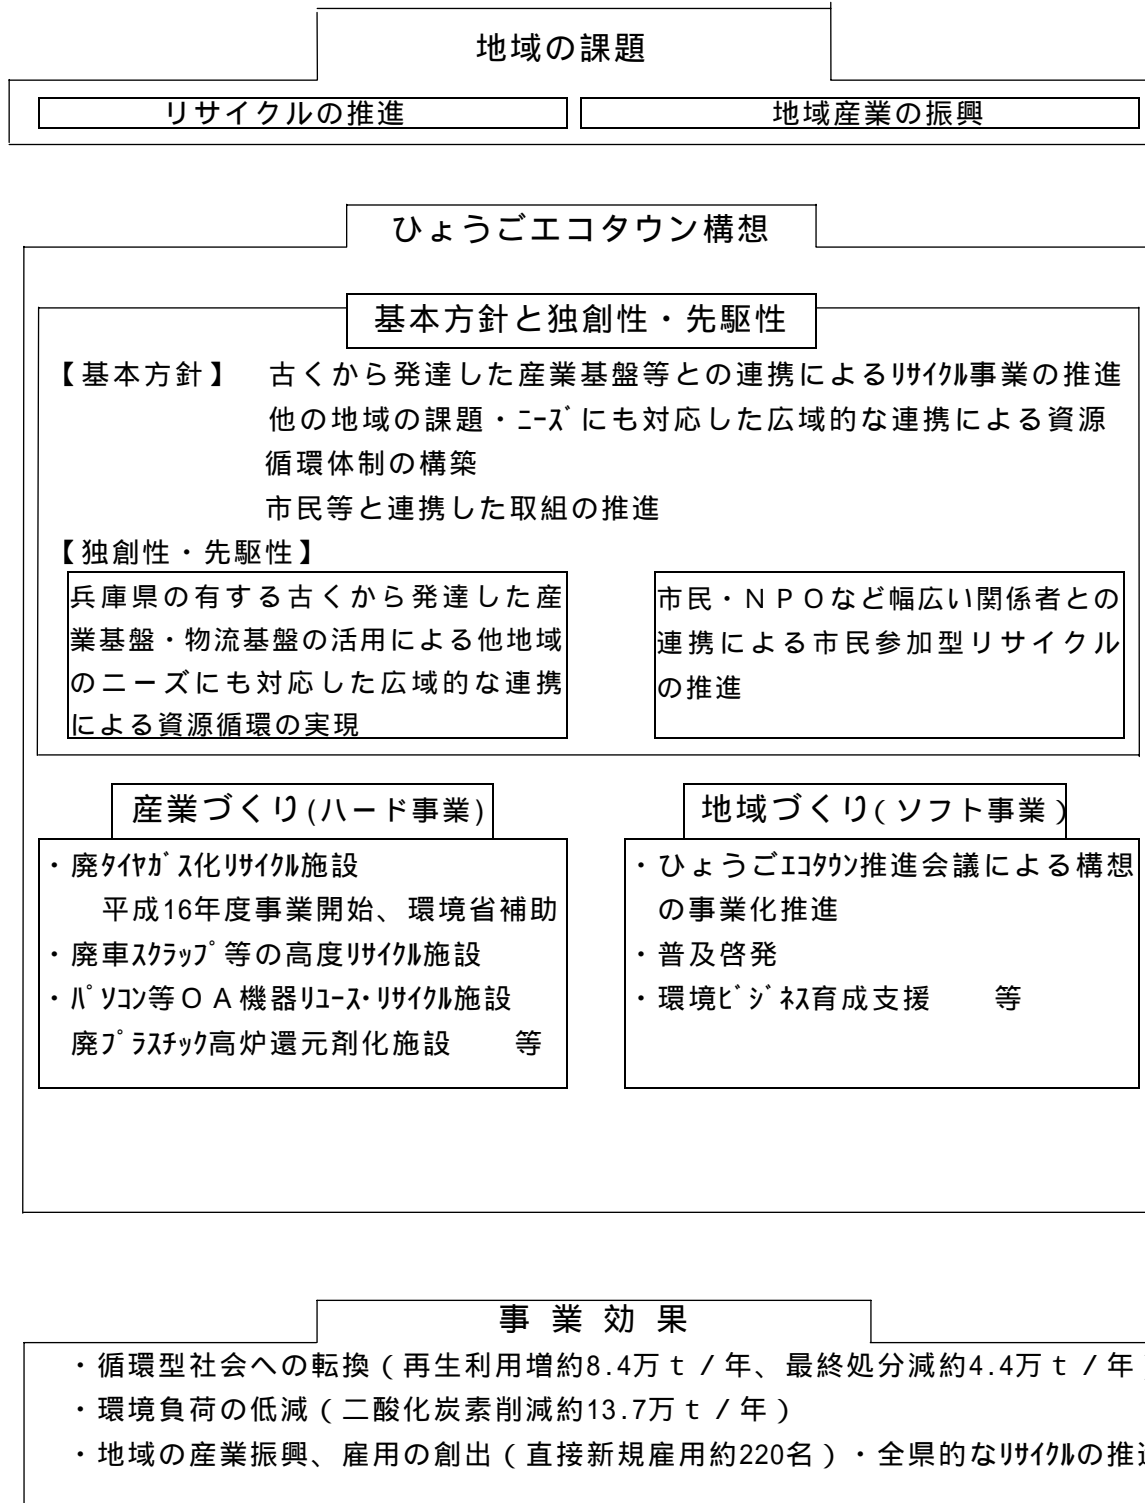 地域の課題
リサイクルの推進
地域産業の振興
ひょうごエコタウン構想
基本方針と独創性・先駆性
【基本方針】　古くから発達した産業基盤等との連携によるﾘｻｲｸﾙ事業の推進
他の地域の課題・ﾆｰｽﾞにも対応した広域的な連携による資源
循環体制の構築
市民等と連携した取組の推進
【独創性・先駆性】
兵庫県の有する古くから発達した産
業基盤・物流基盤の活用による他地域
のニーズにも対応した広域的な連携
による資源循環の実現
市民・ＮＰＯなど幅広い関係者との
連携による市民参加型リサイクル
の推進
産業づくり(ハード事業)
・廃ﾀｲﾔｶﾞｽ化ﾘｻｲｸﾙ施設
平成16年度事業開始、環境省補助
・廃車ｽｸﾗｯﾌﾟ等の高度ﾘｻｲｸﾙ施設
・ﾊﾟｿｺﾝ等ＯＡ機器ﾘﾕｰｽ･ﾘｻｲｸﾙ施設
廃ﾌﾟﾗｽﾁｯｸ高炉還元剤化施設　　等
地域づくり(ソフト事業)
・ひょうごｴｺﾀｳﾝ推進会議による構想
の事業化推進
・普及啓発
・環境ﾋﾞｼﾞﾈｽ育成支援　　等
事 業 効 果
・循環型社会への転換（再生利用増約8.4万ｔ／年、最終処分減約4.4万ｔ／年）
・環境負荷の低減（二酸化炭素削減約13.7万ｔ／年）
・地域の産業振興、雇用の創出（直接新規雇用約220名）・全県的なﾘｻｲｸﾙの推進